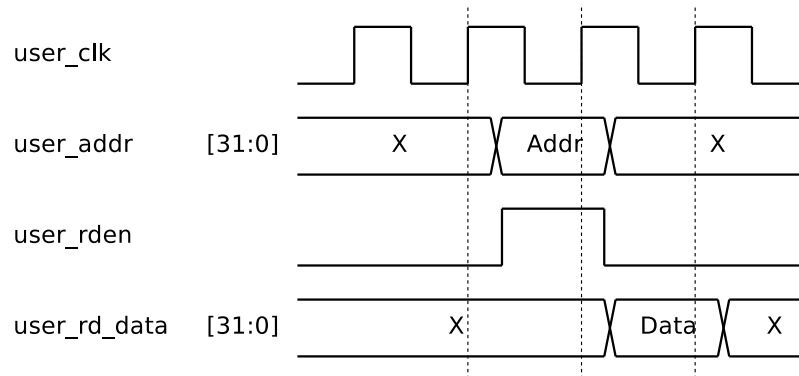 user_clk
user_addr [31:0] X Addr X
user_rden
user_rd_data [31:0] X Data X